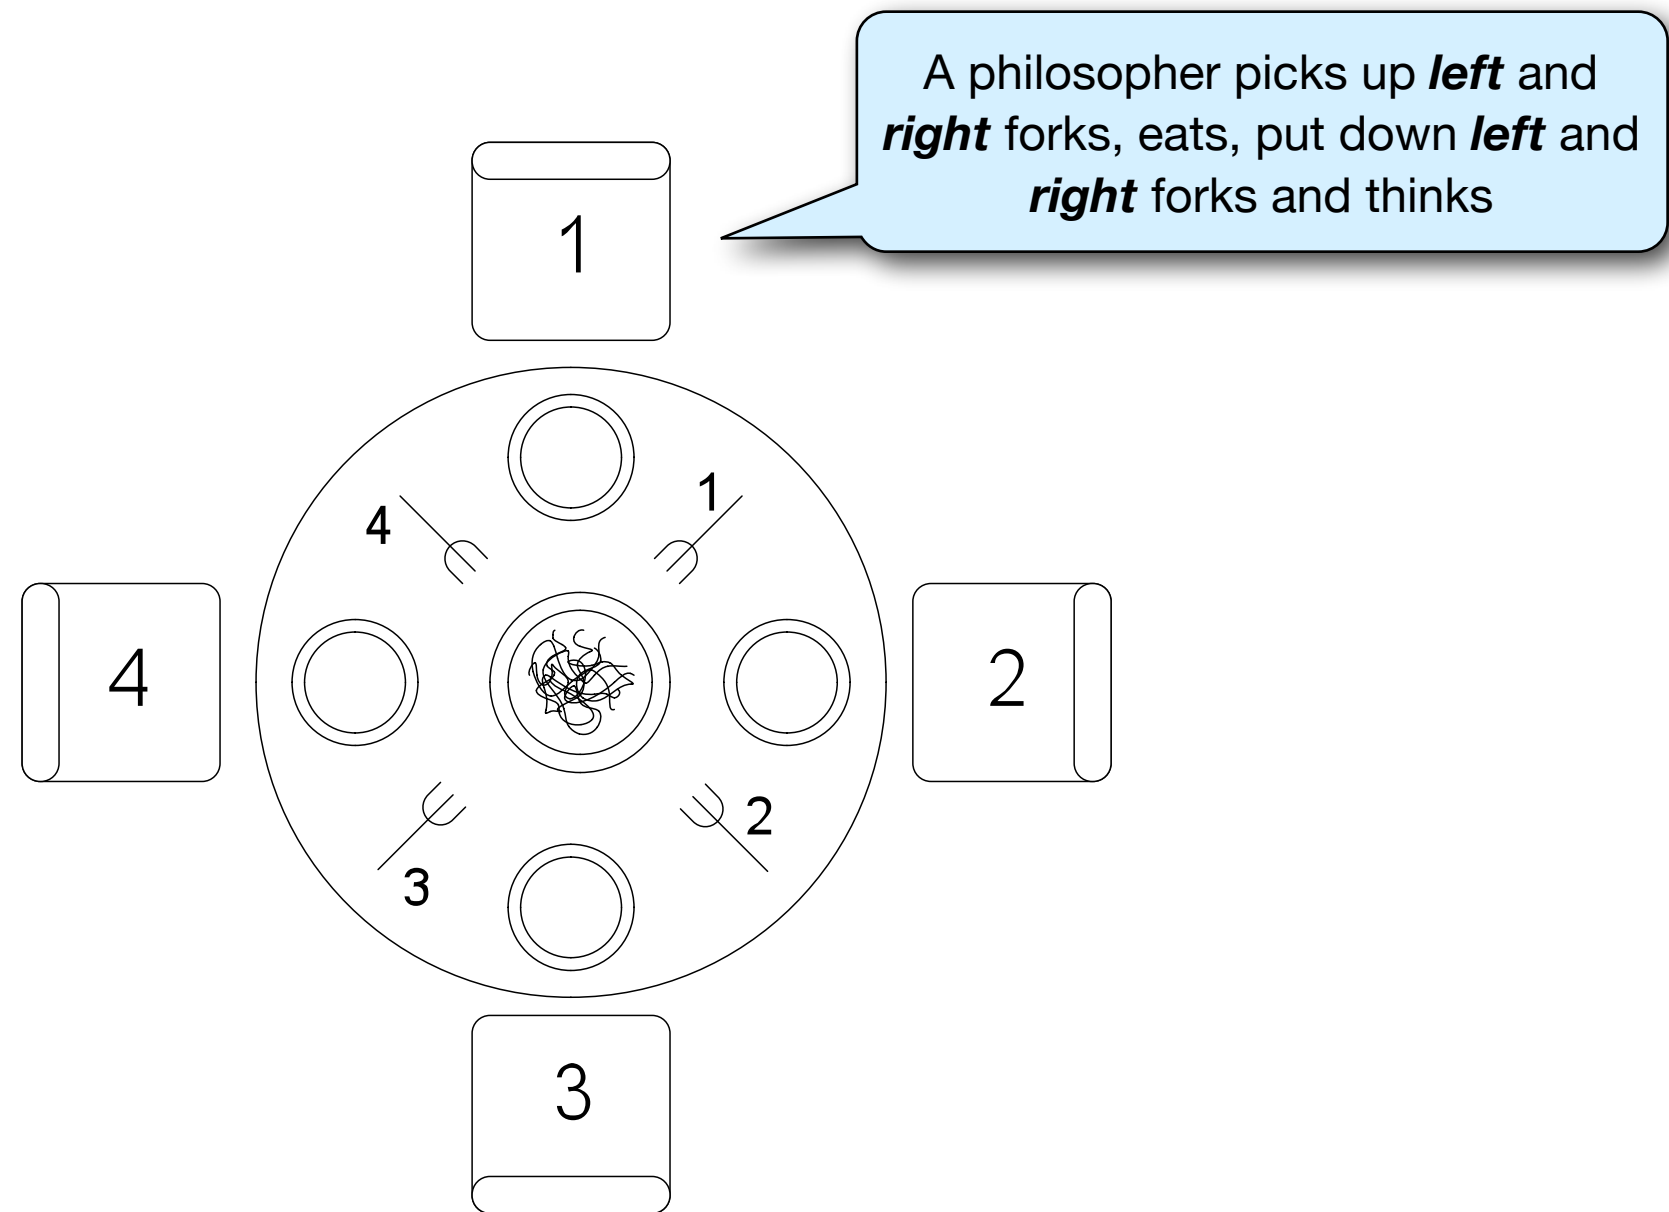 A philosopher picks up left and
right forks, eats, put down left and
right forks and thinks
1
4
1
4
2
2
3
3